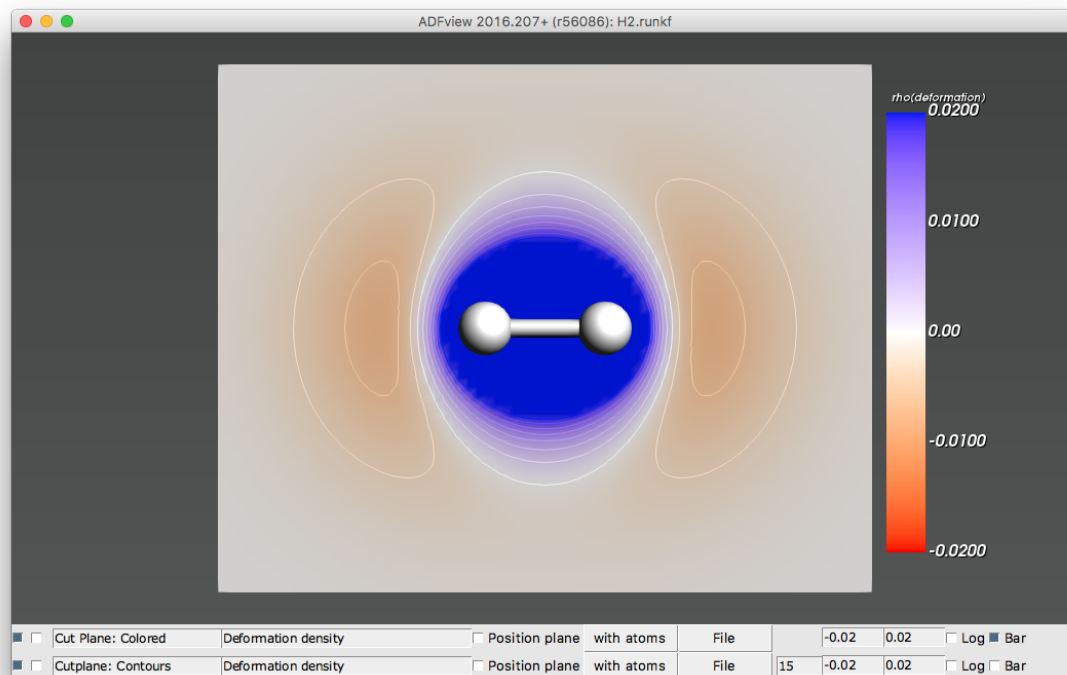 ADFview 2016.207+ (r56086): H2.runkf
rho(deformation)
0.0200
0.0100
0.00
-0.0100
-0.0200
Cut Plane: Colored Deformation density Position plane with atoms File -0.02 0.02 Log Bar
Cutplane: Contours Deformation density Position plane with atoms File 15 -0.02 0.02 Log Bar